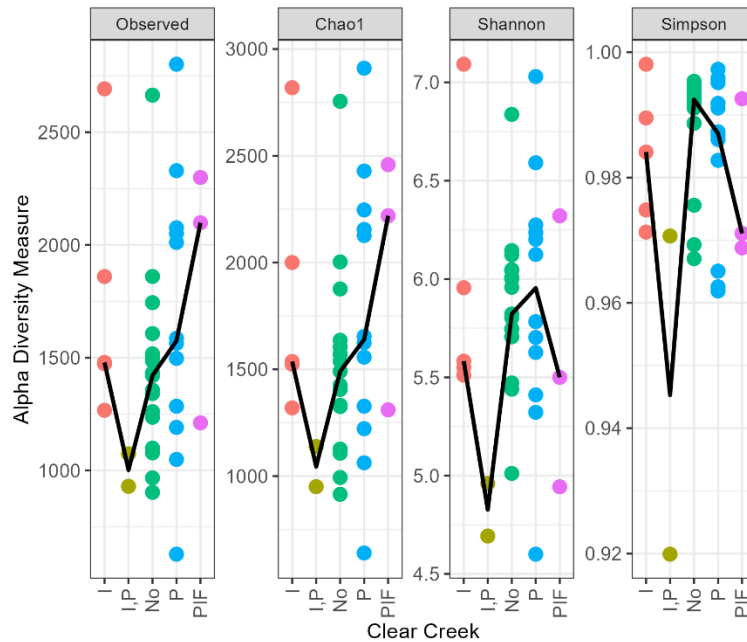 Observed
Chao1
Shannon
Simpson
Alpha Diversity Measure
2500
2000
1500
1000
3000
2500
2000
1500
1000
7.0
6.5
6.0
5.5
5.0
4.5
1.00
0.98
0.96
0.94
0.92
I
I,P
No
P
PIF
I
I,P
No
P
PIF
I
I,P
No
P
PIF
I
I,P
No
P
PIF
Clear Creek